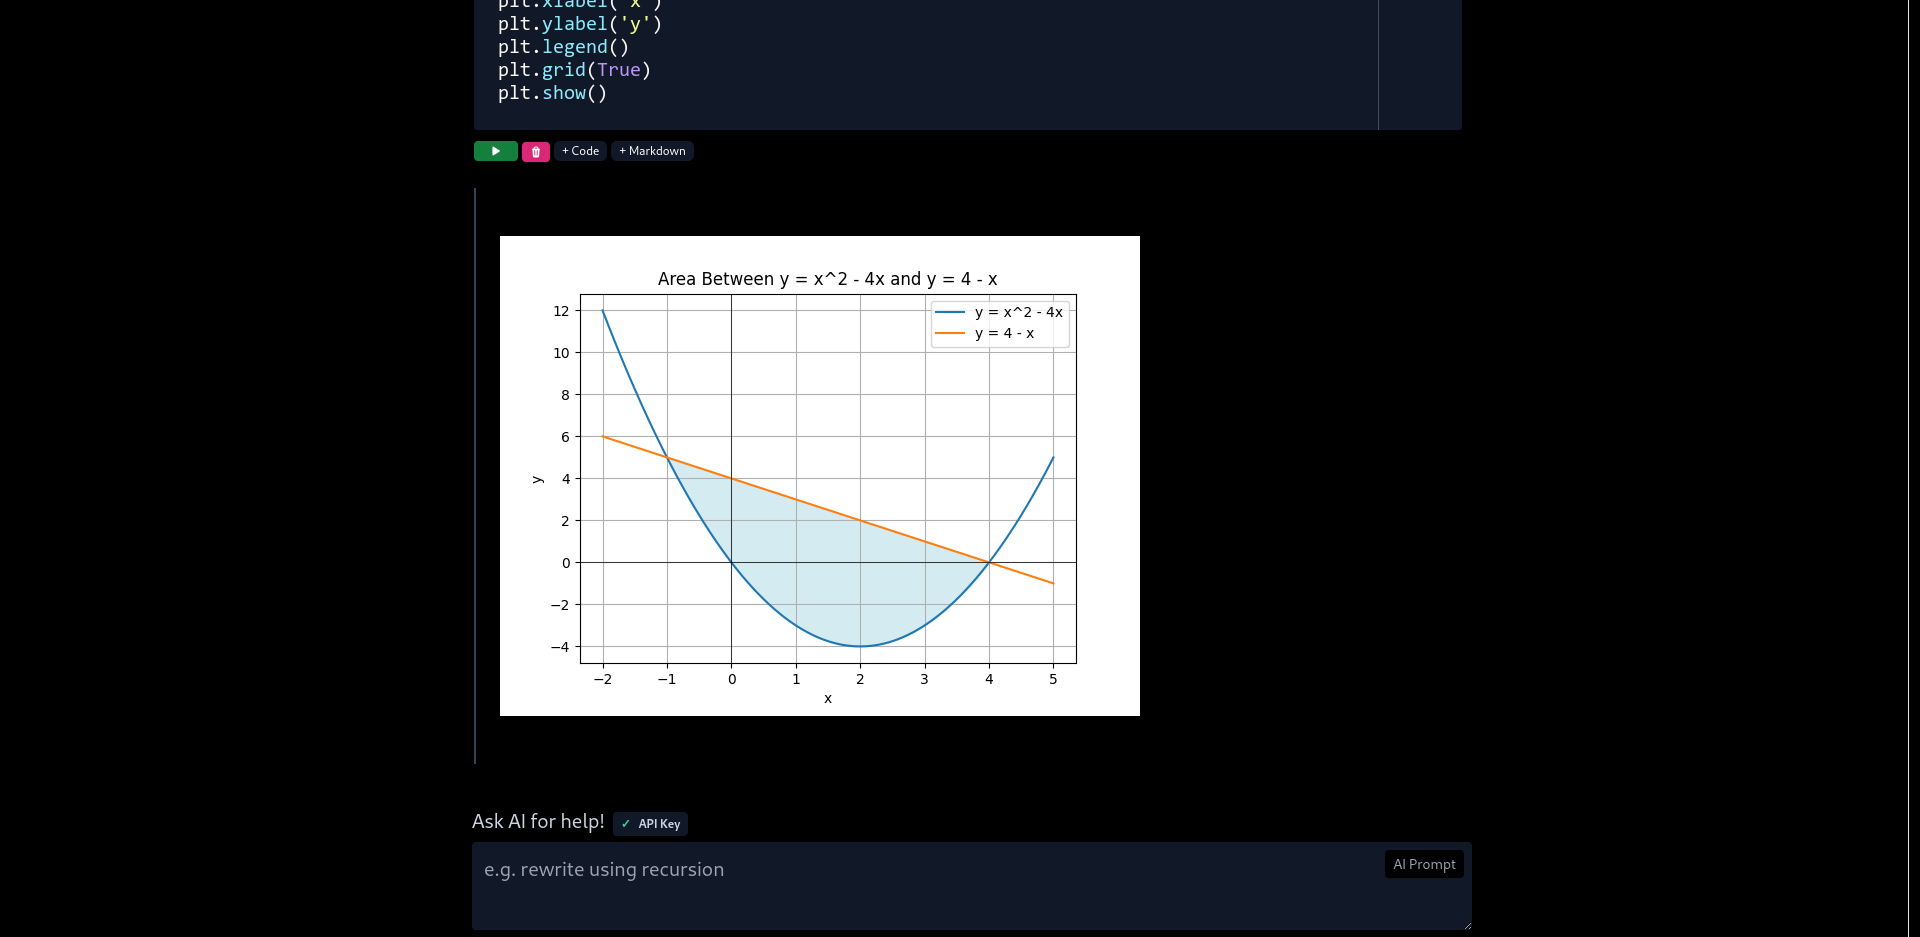 plt.xlabel('x')
plt.ylabel('y')
plt.legend()
plt.grid(True)
plt.show()
+ Code
+ Markdown
Area Between y = x^2 - 4x and y = 4 - x
y = x^2 - 4x
y = 4 - x
12
10
8
6
4
2
0
−2
−4
y
−2 −1 0 1 2 3 4 5
x
Ask AI for help! ✓ API Key
e.g. rewrite using recursion
AI Prompt